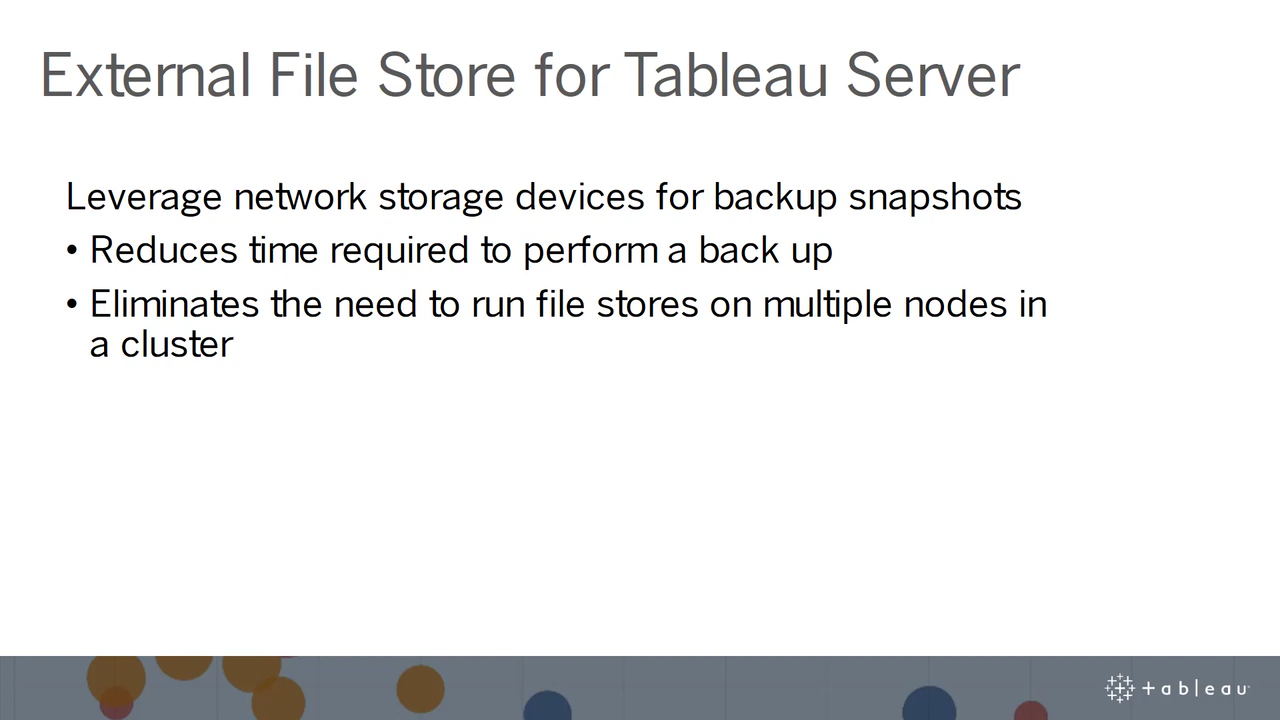 External File Store for Tableau Server
Leverage network storage devices for backup snapshots
• Reduces time required to perform a back up
• Eliminates the need to run file stores on multiple nodes in
a cluster
+ableau